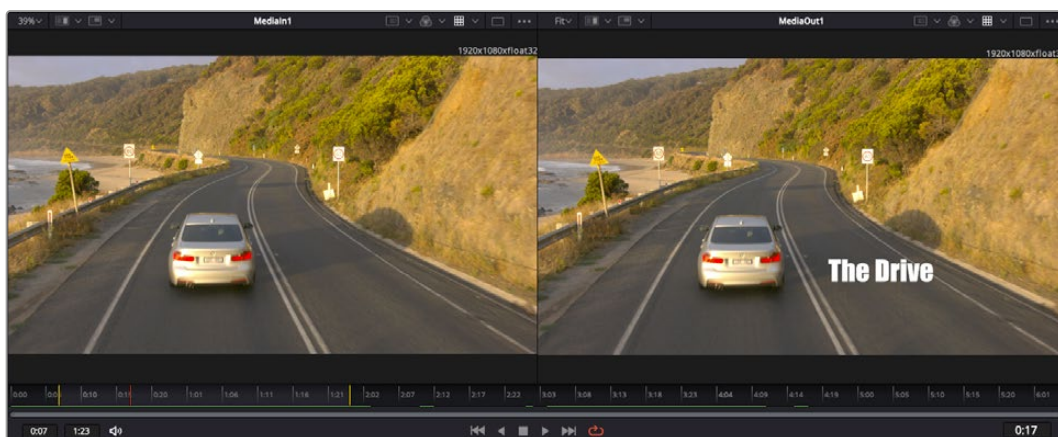 39% MediaIn1 Fit MediaOut1
1920x1080xfloat32 1920x1080xfloat32
The Drive
0:00 0:10 0:20 1:01 1:06 1:11 1:16 1:21 2:02 2:07 2:12 2:17 2:22 3:03 3:08 3:13 3:18 3:23 4:04 4:09 4:14 4:19 5:00 5:05 5:10 5:15 5:20 6:01
0:07 1:23 0:17